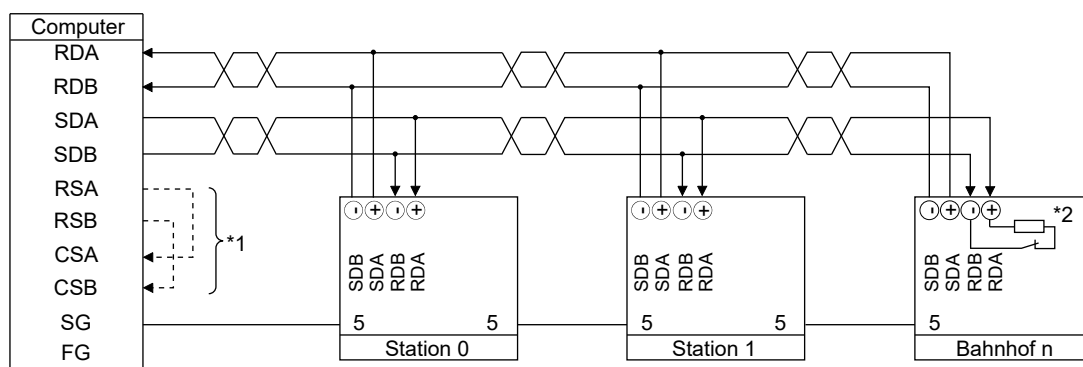 Computer
RDA
RDB
SDA
SDB
RSA
RSB
CSA
CSB
SG
FG
*1
- + - +
SDB
SDA
RDB
RDA
5 5
Station 0
- + - +
SDB
SDA
RDB
RDA
5 5
Station 1
- + - +
*2
SDB
SDA
RDB
RDA
5
Bahnhof n